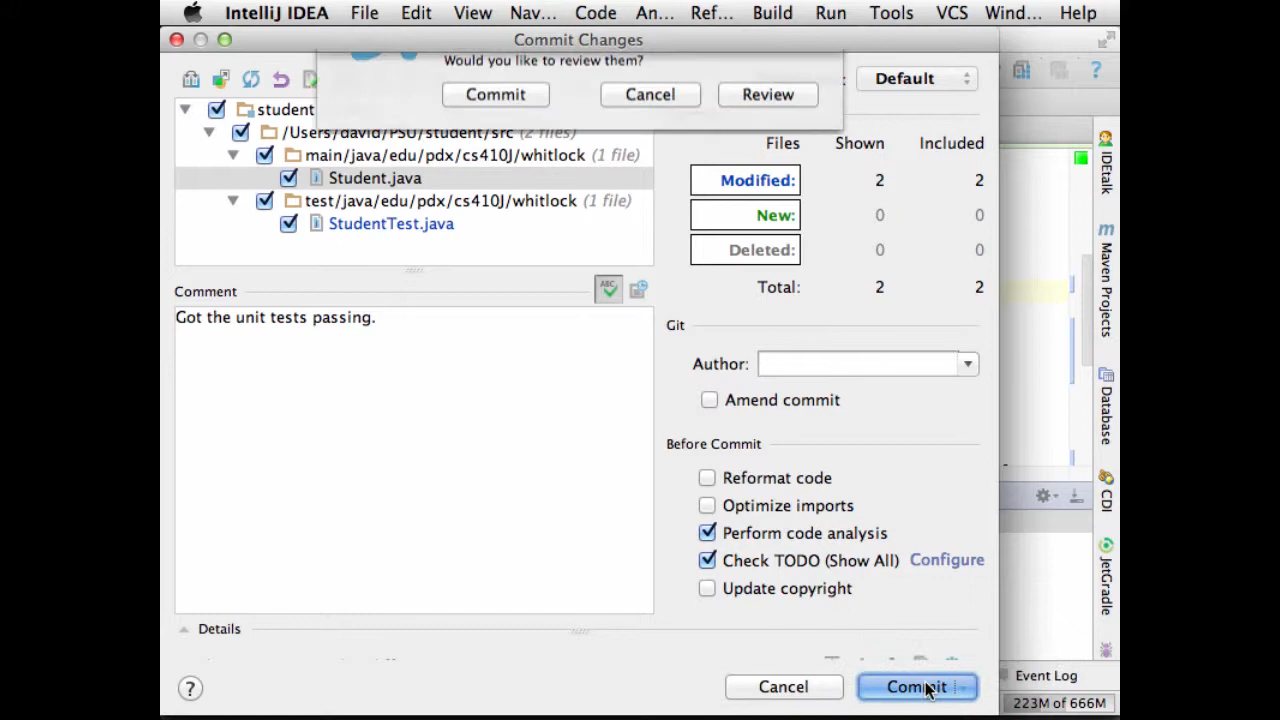 IntelliJ IDEA File Edit View Nav... Code An... Ref... Build Run Tools VCS Wind... Help
Commit Changes
Would you like to review them?
Commit Cancel Review
: Default
student
/Users/david/PSU/student/src (2 files)
main/java/edu/pdx/cs410J/whitlock (1 file)
Student.java
test/java/edu/pdx/cs410J/whitlock (1 file)
StudentTest.java
Files Shown Included
Modified: 2 2
New: 0 0
Deleted: 0 0
Total: 2 2
Comment
ABC
Got the unit tests passing.
Git
Author:
Amend commit
Before Commit
Reformat code
Optimize imports
Perform code analysis
Check TODO (Show All) Configure
Update copyright
Details
? Cancel Commit
?
IDEtalk
m
Maven Projects
Database
CDI
JetGradle
Event Log
223M of 666M